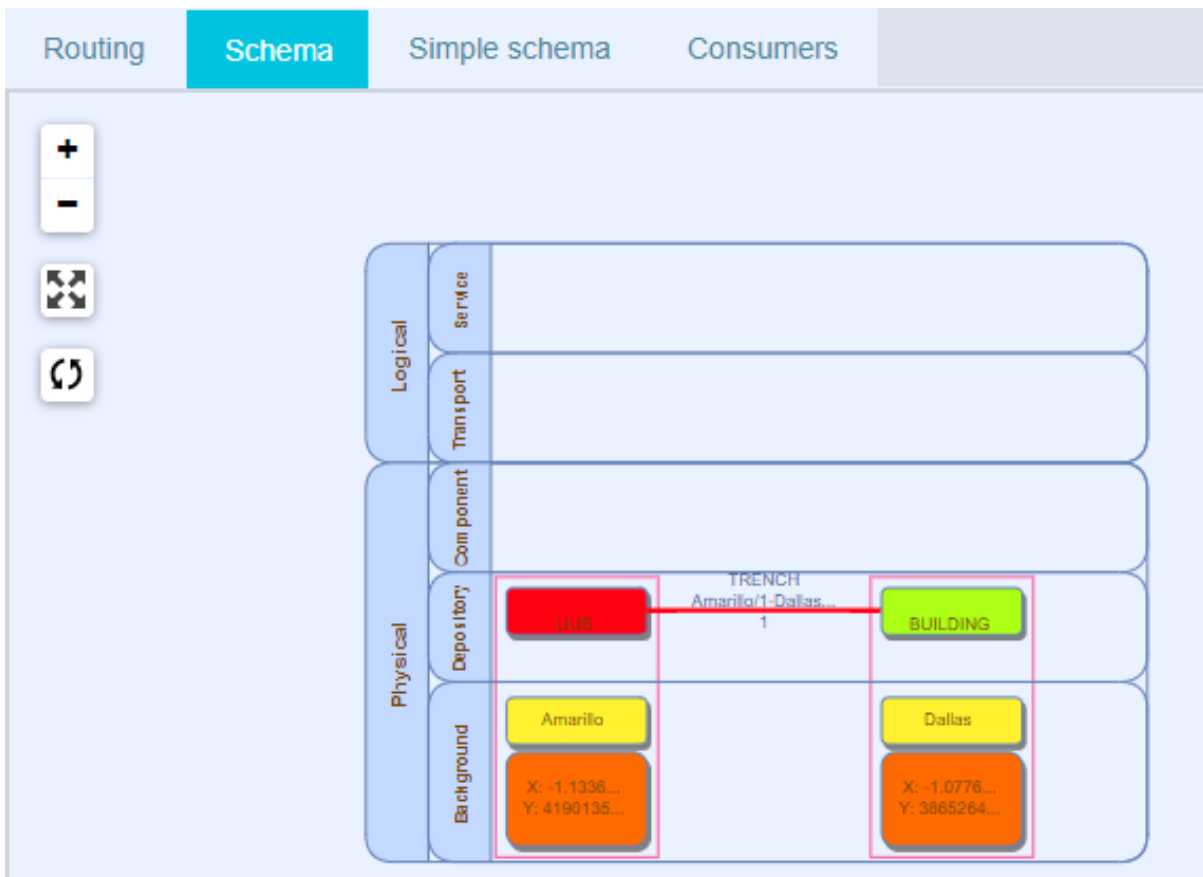 Routing
Schema
Simple schema
Consumers
+
−
Logical
Service
Transport
Physical
Component
Depository
TRENCH
Amarillo/1-Dallas...
1
BUILDING
Background
Amarillo
Dallas
X: -1.1336...
Y: 4190135...
X: -1.0776...
Y: 3865264...